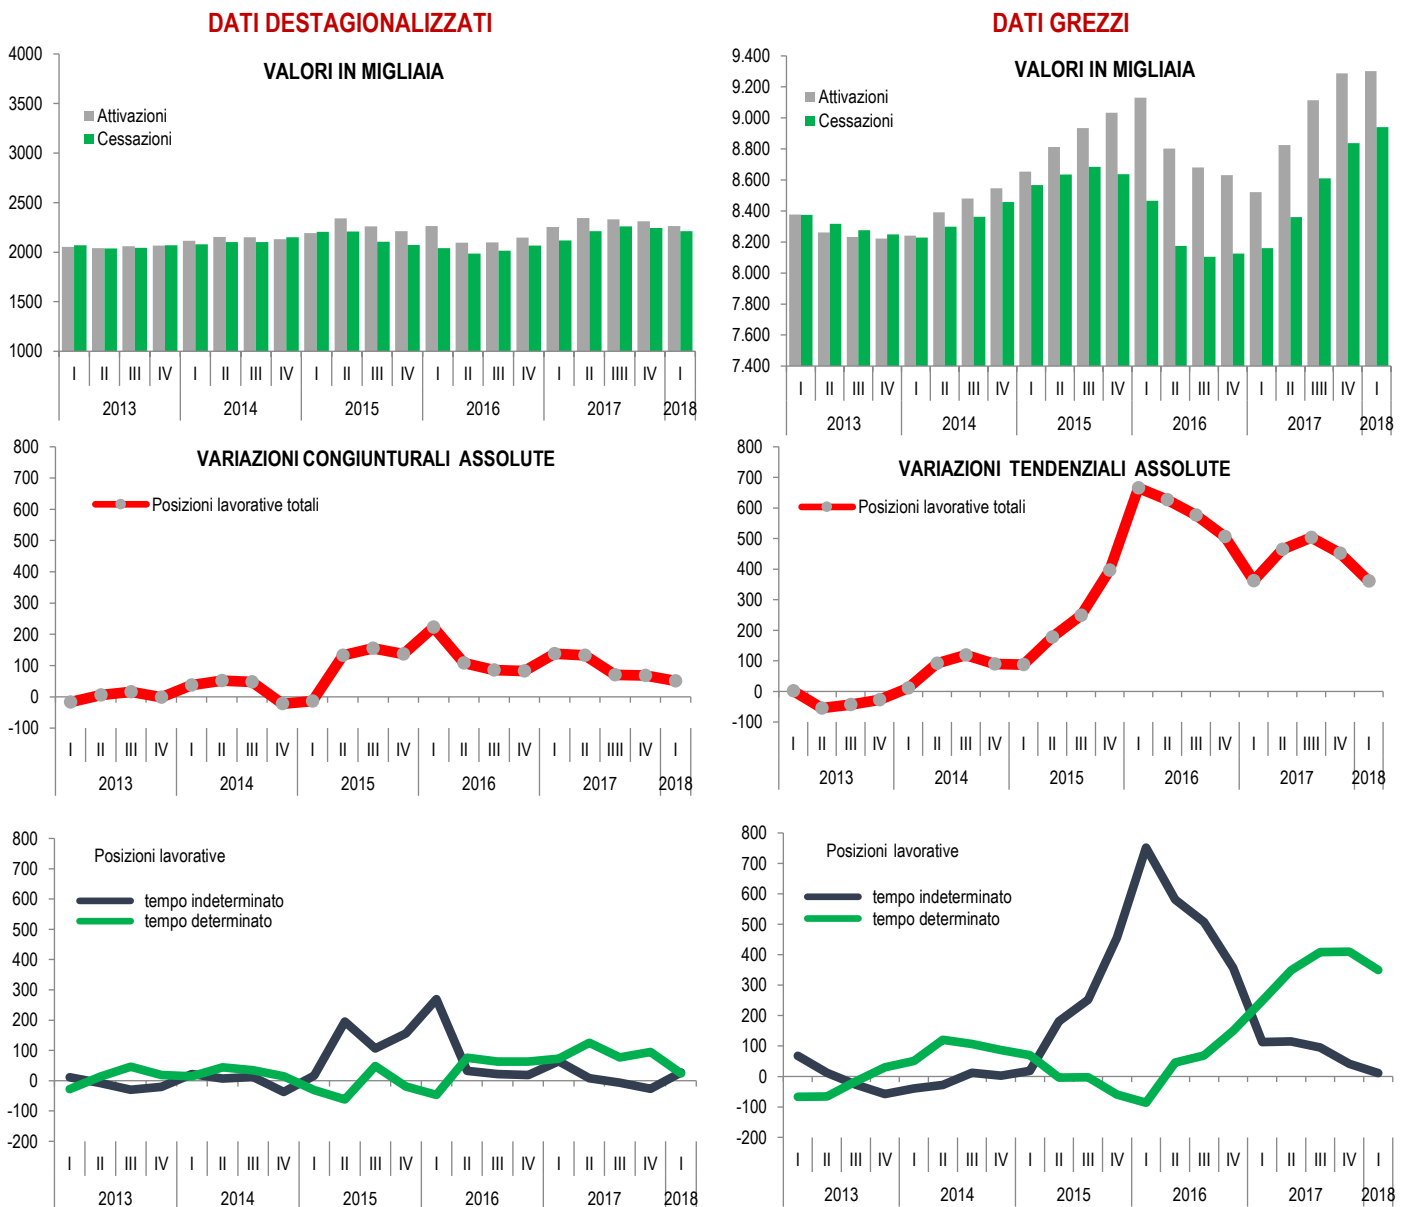 DATI DESTAGIONALIZZATI
VALORI IN MIGLIAIA
4000
3500
3000
2500
2000
1500
1000
Attivazioni
Cessazioni
I II III IV I II III IV I II III IV I II III IV I II IIII IV I
2013 2014 2015 2016 2017 2018
DATI GREZZI
VALORI IN MIGLIAIA
9.400
9.200
9.000
8.800
8.600
8.400
8.200
8.000
7.800
7.600
7.400
Attivazioni
Cessazioni
I II III IV I II III IV I II III IV I II III IV I II IIII IV I
2013 2014 2015 2016 2017 2018
VARIAZIONI CONGIUNTURALI ASSOLUTE
800
700
600
500
400
300
200
100
0
-100
Posizioni lavorative totali
I II III IV I II III IV I II III IV I II III IV I II IIII IV I
2013 2014 2015 2016 2017 2018
VARIAZIONI TENDENZIALI ASSOLUTE
800
700
600
500
400
300
200
100
0
-100
Posizioni lavorative totali
I II III IV I II III IV I II III IV I II III IV I II IIII IV I
2013 2014 2015 2016 2017 2018
800
700
600
500
400
300
200
100
0
-100
-200
Posizioni lavorative
tempo indeterminato
tempo determinato
I II III IV I II III IV I II III IV I II III IV I II III IV I
2013 2014 2015 2016 2017 2018
800
700
600
500
400
300
200
100
0
-100
-200
Posizioni lavorative
tempo indeterminato
tempo determinato
I II III IV I II III IV I II III IV I II III IV I II III IV I
2013 2014 2015 2016 2017 2018